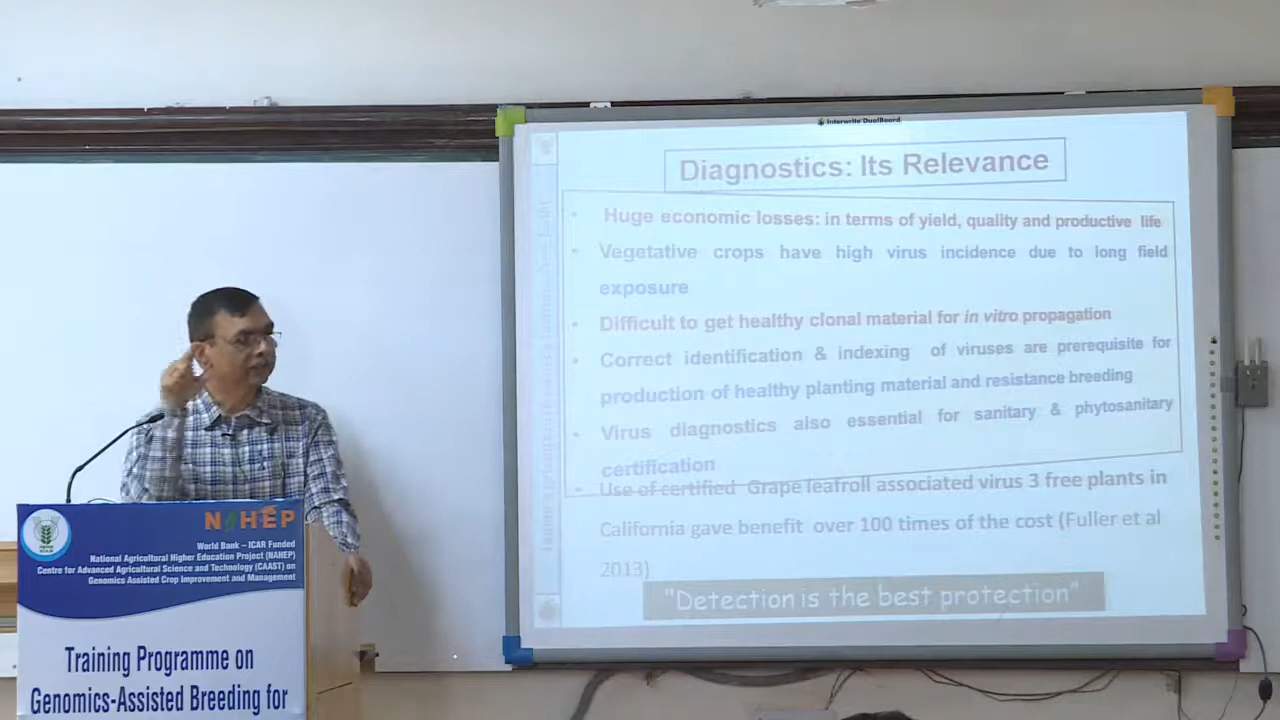 Interwrite DualBoard
Diagnostics: Its Relevance
• Huge economic losses: in terms of yield, quality and productive life
• Vegetative crops have high virus incidence due to long field
exposure
• Difficult to get healthy clonal material for in vitro propagation
• Correct identification & indexing of viruses are prerequisite for
production of healthy planting material and resistance breeding
• Virus diagnostics also essential for sanitary & phytosanitary
certification
• Use of certified Grape leafroll associated virus 3 free plants in
California gave benefit over 100 times of the cost (Fuller et al
2013)
"Detection is the best protection"
NAHEP
World Bank – ICAR Funded
National Agricultural Higher Education Project (NAHEP)
Centre for Advanced Agricultural Science and Technology (CAAST) on
Genomics Assisted Crop Improvement and Management
Training Programme on
Genomics-Assisted Breeding for